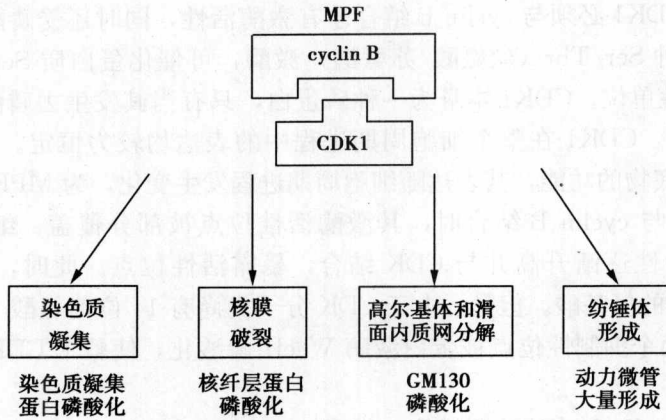 MPF
cyclin B
CDK1
染色质
凝集
染色质凝集
蛋白磷酸化
核膜
破裂
核纤层蛋白
磷酸化
高尔基体和滑
面内质网分解
GM130
磷酸化
纺锤体
形成
动力微管
大量形成